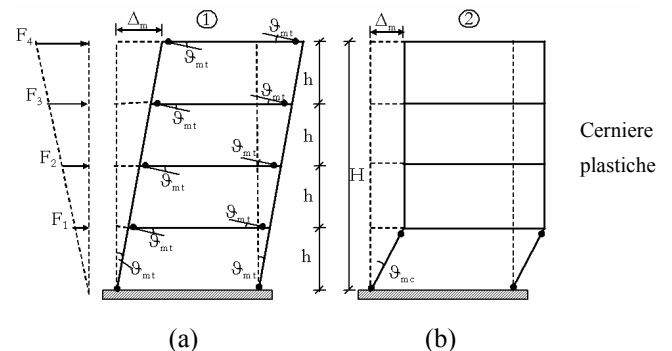 Δm ① Δm ②
F4 ϑmt ϑmt
h
F3 ϑmt ϑmt
h
Cerniere
F2 ϑmt ϑmt H plastiche
h
F1 ϑmt ϑmt
h
ϑmt ϑmt ϑmc
(a) (b)